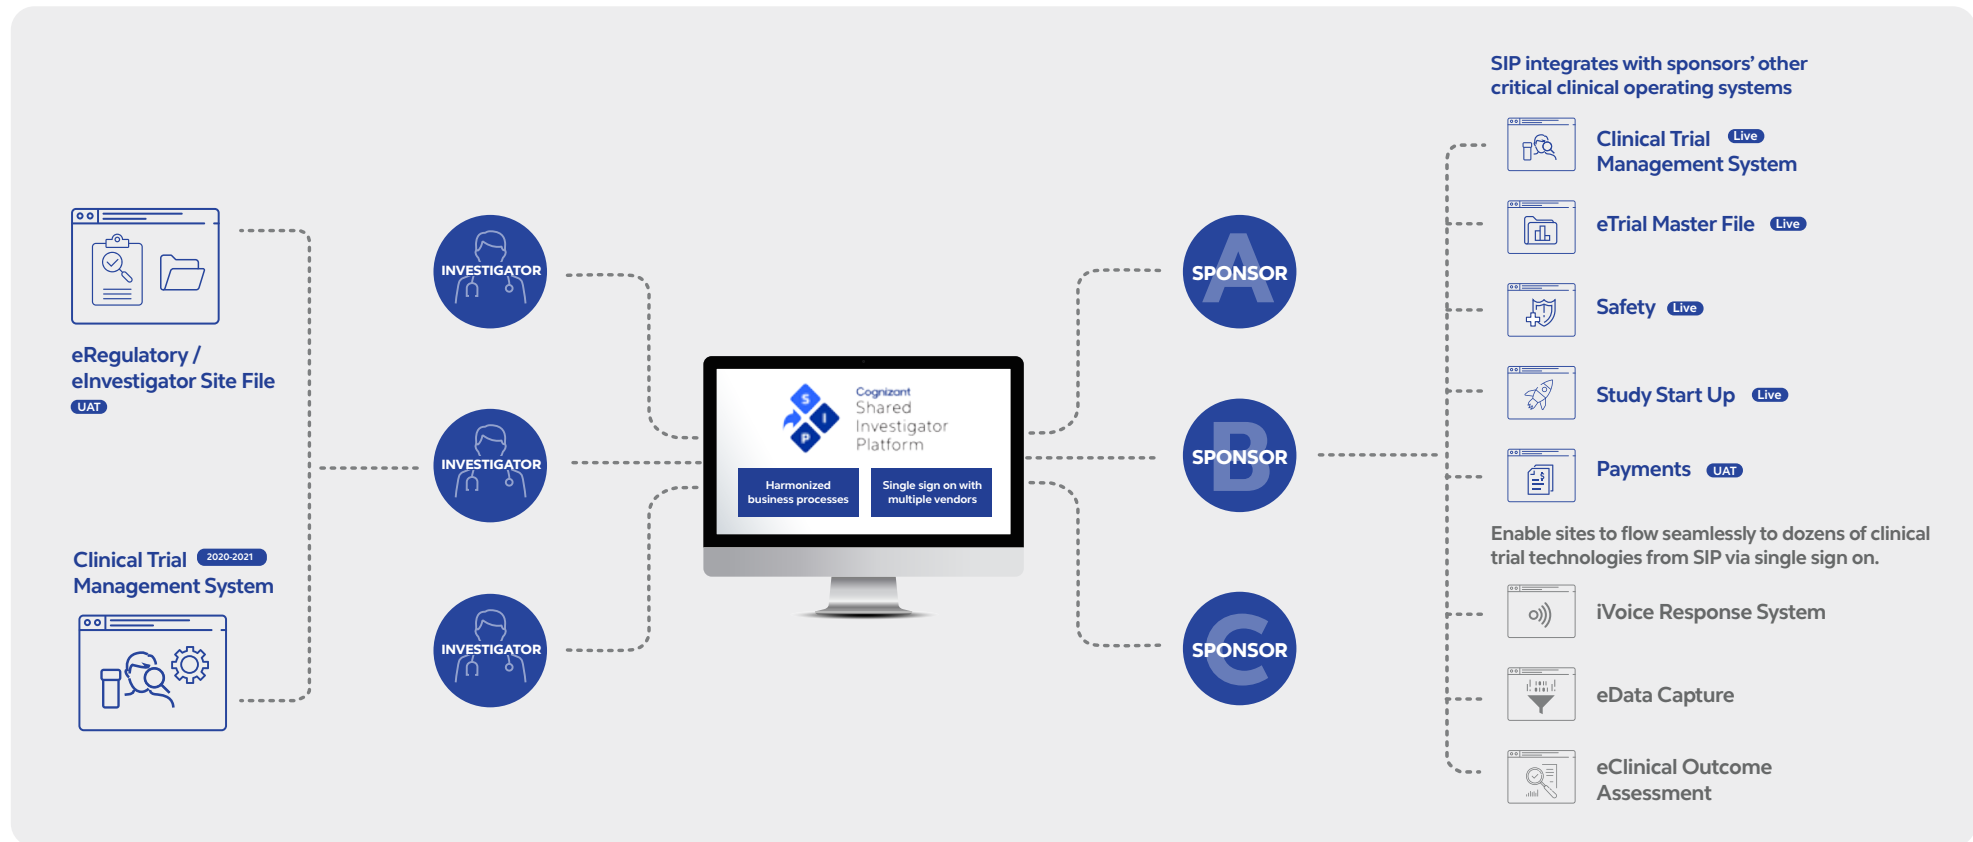 SIP integrates with sponsors' other
critical clinical operating systems
Clinical Trial Live
Management System
eTrial Master File Live
Safety Live
Study Start Up Live
Payments UAT
Enable sites to flow seamlessly to dozens of clinical
trial technologies from SIP via single sign on.
iVoice Response System
eData Capture
eClinical Outcome
Assessment
eRegulatory /
eInvestigator Site File
UAT
Clinical Trial 2020-2021
Management System
INVESTIGATOR
INVESTIGATOR
INVESTIGATOR
S
I
P
Cognizant
Shared
Investigator
Platform
Harmonized
business processes
Single sign on with
multiple vendors
A
SPONSOR
B
SPONSOR
C
SPONSOR